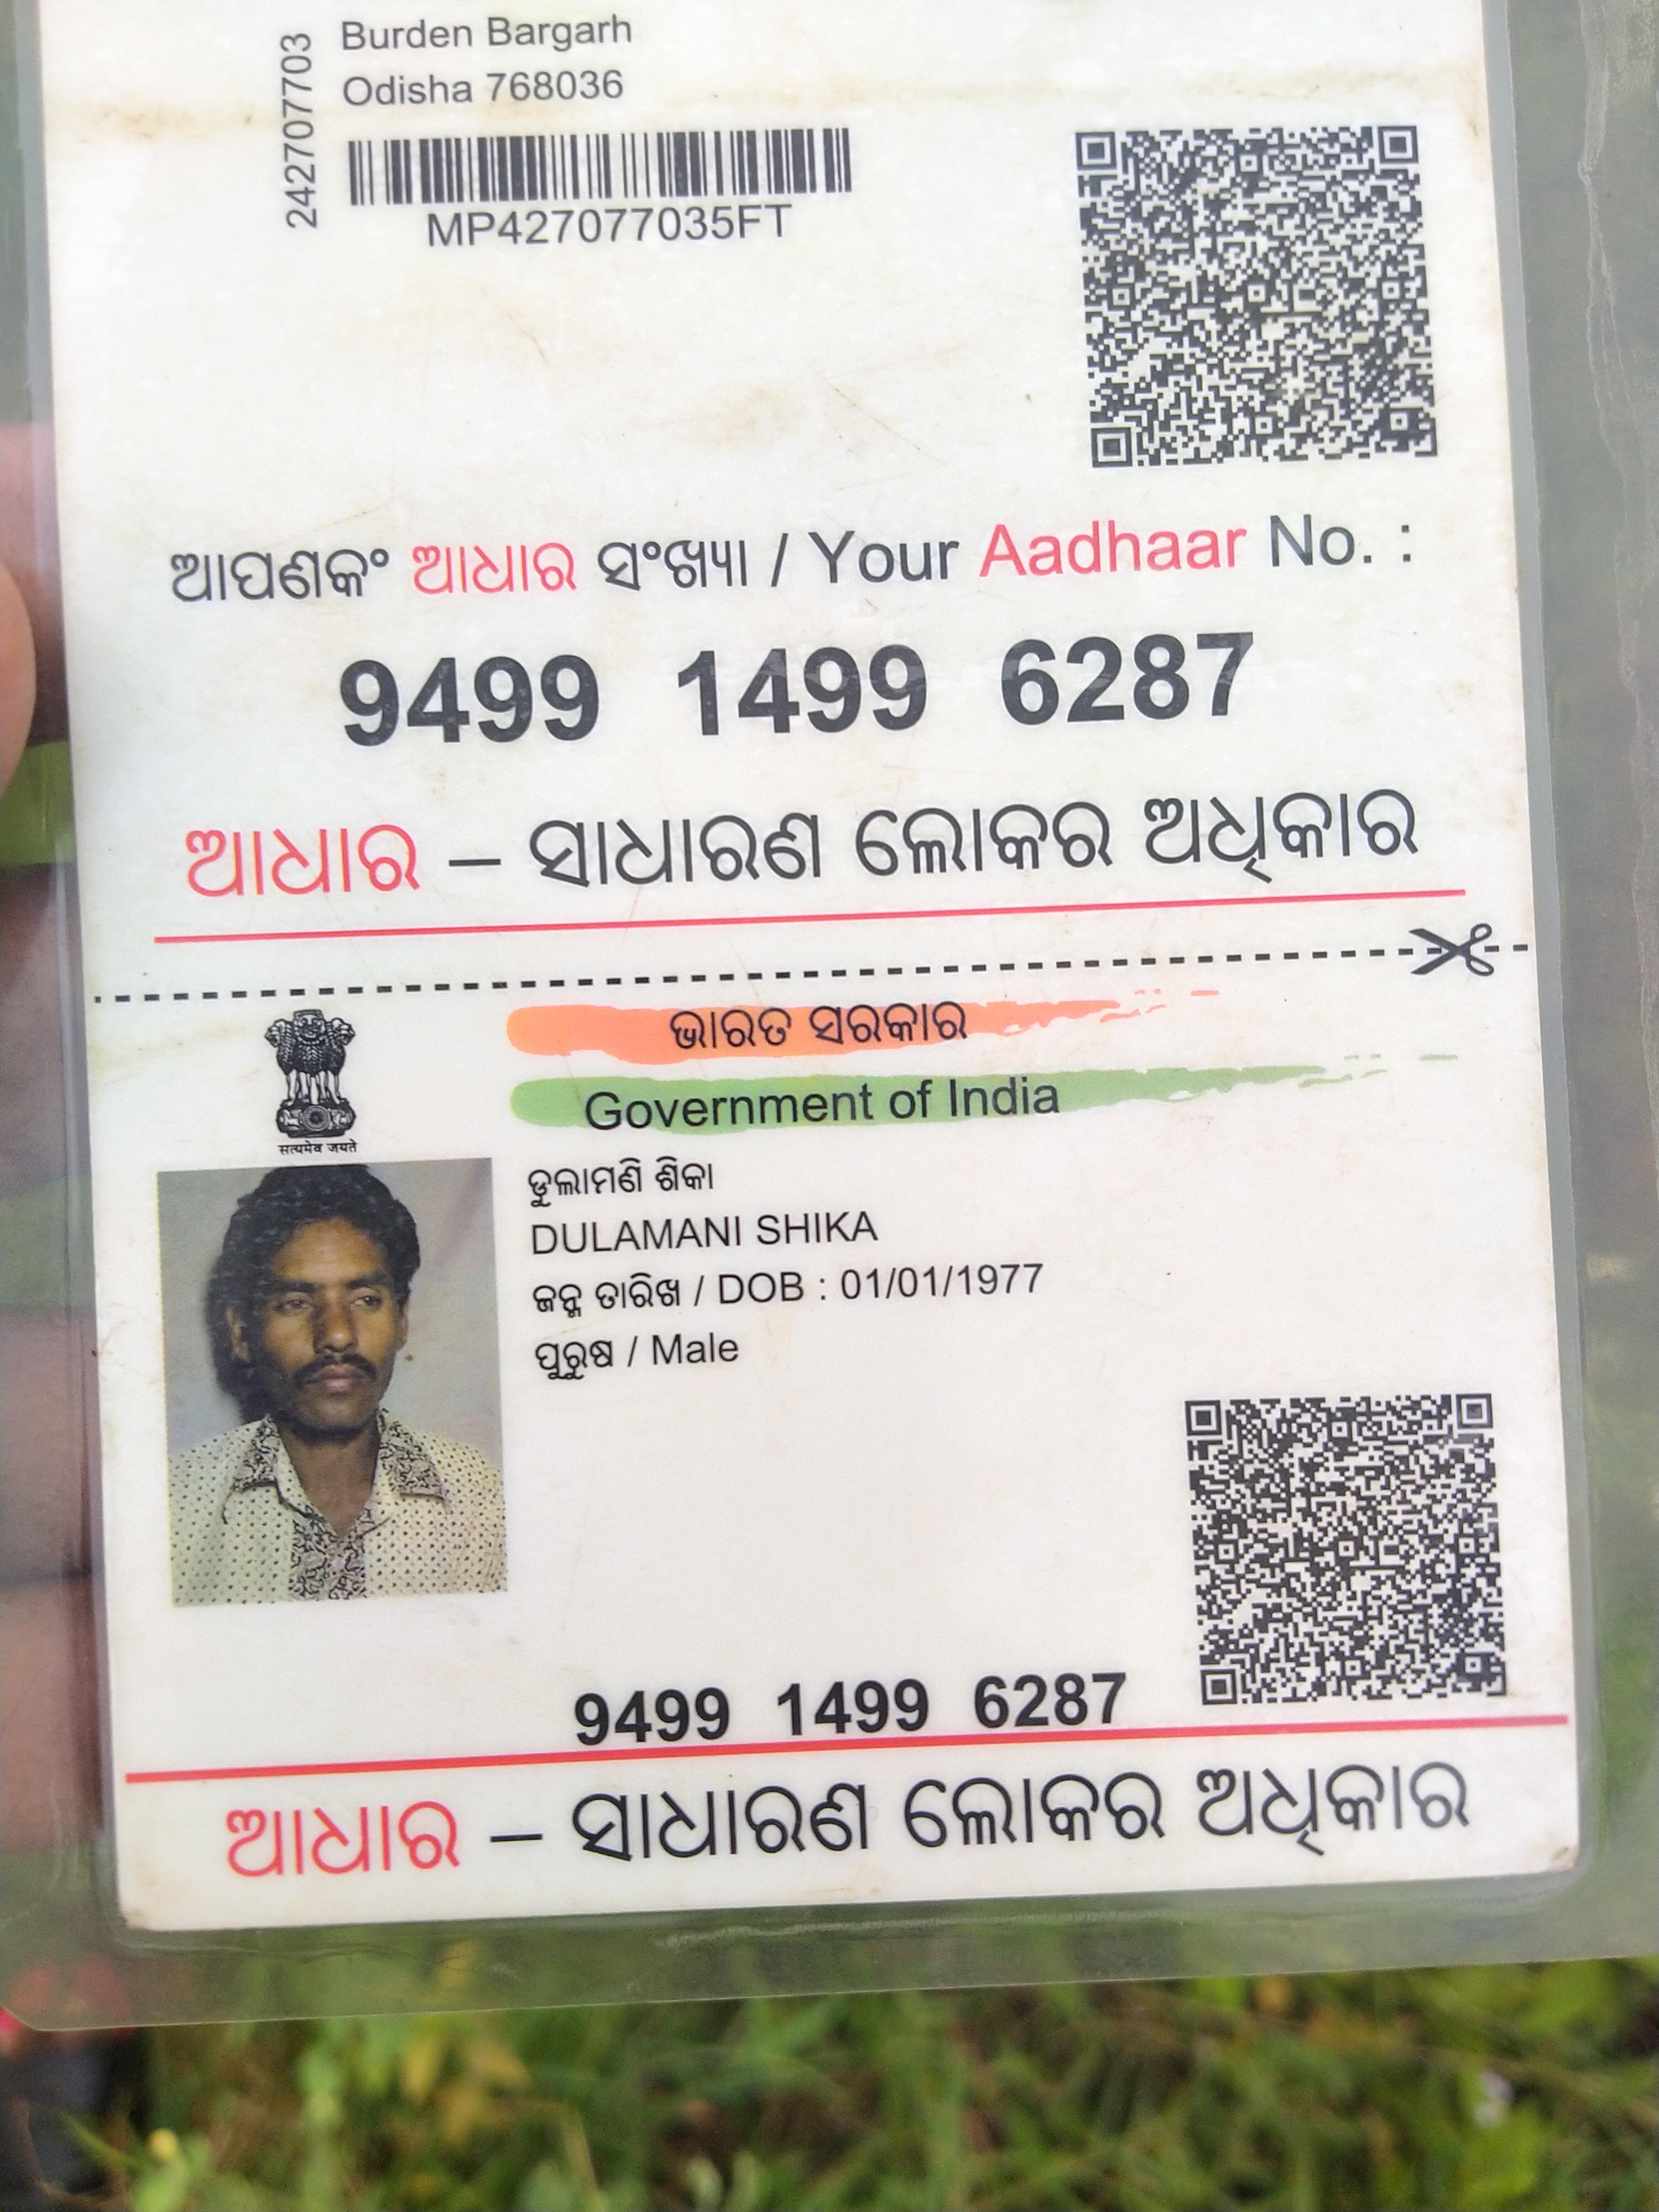 242707703
Burden Bargarh
Odisha 768036
MP427077035FT
ଆପଣକଂ ଆଧାର ସଂଖ୍ୟା / Your Aadhaar No. :
9499 1499 6287
ଆଧାର – ସାଧାରଣ ଲୋକର ଅଧିକାର
ଭାରତ ସରକାର
Government of India
सत्यमेव जयते
ଡୁଲାମଣି ଶିକା
DULAMANI SHIKA
ଜନ୍ମ ତାରିଖ / DOB : 01/01/1977
ପୁରୁଷ / Male
9499 1499 6287
ଆଧାର – ସାଧାରଣ ଲୋକର ଅଧିକାର